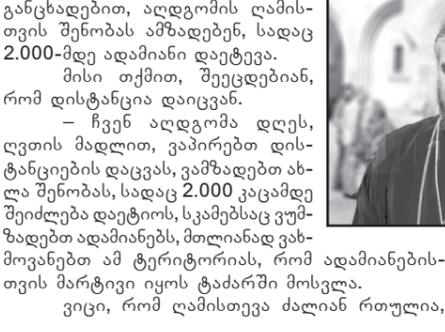 განცხადებით, აღდგომის ღამის-
თვის შენობას ამზადებენ, სადაც
2.000-მდე ადამიანი დაეტევა.
მისი თქმით, შეეცდებიან,
რომ დისტანცია დაიცვან.
– ჩვენ აღდგომა დღეს,
ღვთის მადლით, ვაპირებთ დის-
ტანციების დაცვას, ვამზადებთ ახ-
ლა შენობას, სადაც 2.000 კაცამდე
შეიძლება დაეტიოს, სკამებსაც ვუმ-
ზადებთ ადამიანებს, მთლიანად ვახ-
მოვანებთ ამ ტერიტორიას, რომ ადამიანების-
თვის მარტივი იყოს ტაძარში მოსვლა.
ვიცი, რომ ღამისთევა ძალიან რთულია,